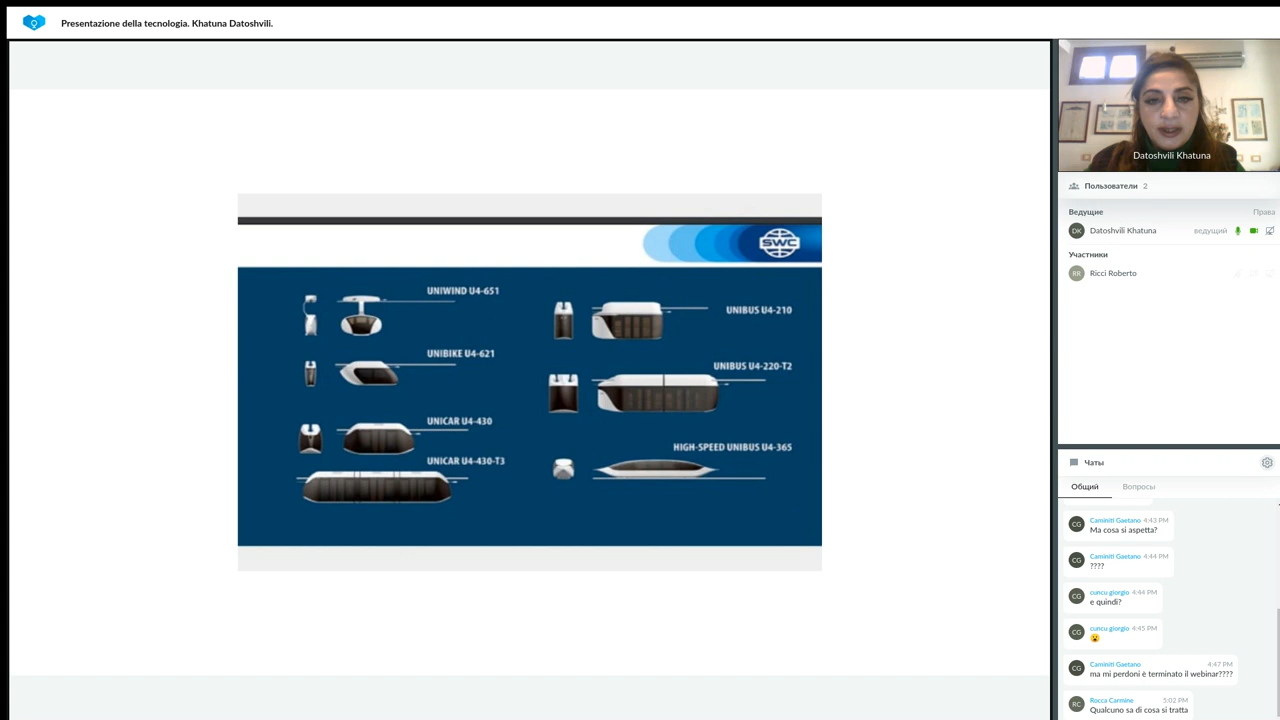 Presentazione della tecnologia. Khatuna Datoshvili.
SWC
UNIWIND U4-651
UNIBIKE U4-621
UNICAR U4-430
UNICAR U4-430-T3
UNIBUS U4-210
UNIBUS U4-220-T2
HIGH-SPEED UNIBUS U4-365
Datoshvili Khatuna
Пользователи 2
Ведущие Права
DK Datoshvili Khatuna ведущий
Участники
RR Ricci Roberto
Чаты
Общий Вопросы
CG Caminiti Gaetano 4:43 PM
Ma cosa si aspetta?
CG Caminiti Gaetano 4:44 PM
????
CG cuncu giorgio 4:44 PM
e quindi?
CG cuncu giorgio 4:45 PM
😮
CG Caminiti Gaetano 4:47 PM
ma mi perdoni è terminato il webinar????
RC Rocca Carmine 5:02 PM
Qualcuno sa di cosa si tratta